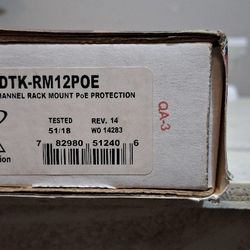 DTK-RM12POE
HANNEL RACK MOUNT PoE PROTECTION
TESTED REV. 14
51/18 WO 14283
7 82980 51240 6
QA-3